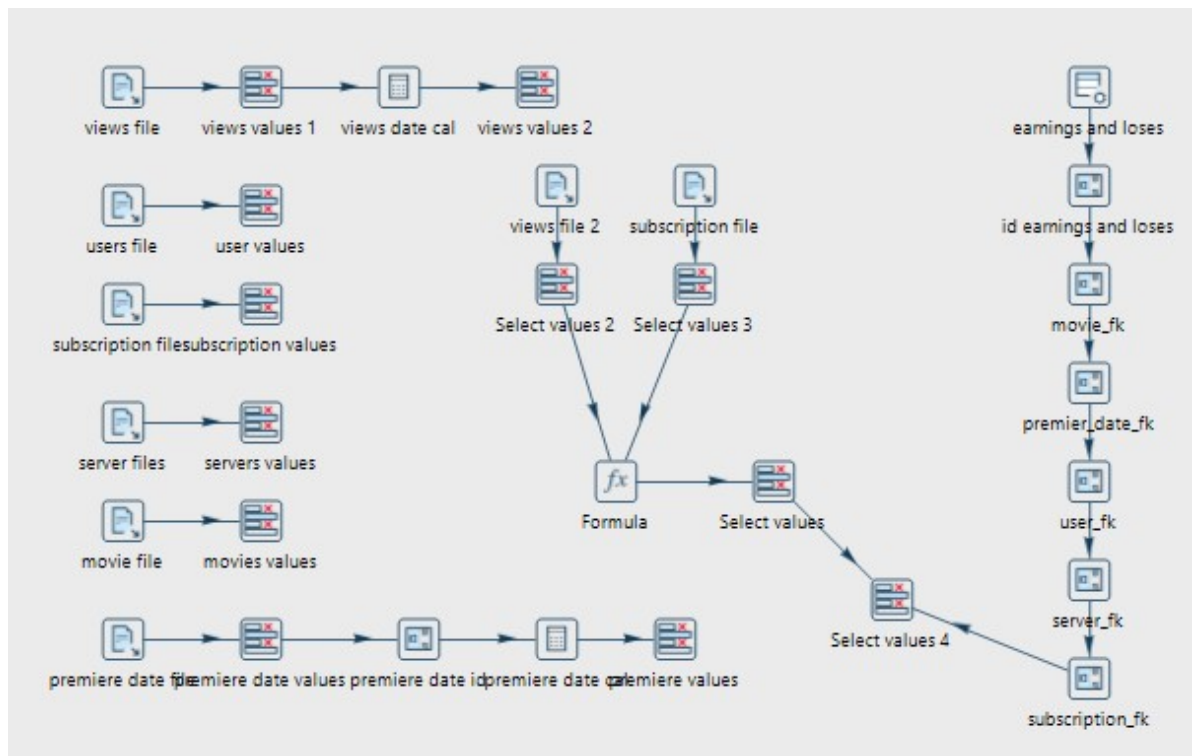 views file
views values 1
views date cal
views values 2
earnings and loses
views file 2
subscription file
id earnings and loses
users file
user values
Select values 2
Select values 3
movie_fk
subscription files
subscription values
premier_date_fk
server files
servers values
fx
Formula
Select values
user_fk
movie file
movies values
server_fk
Select values 4
premiere date file
premiere date values
premiere date id
premiere date cal
premiere values
subscription_fk